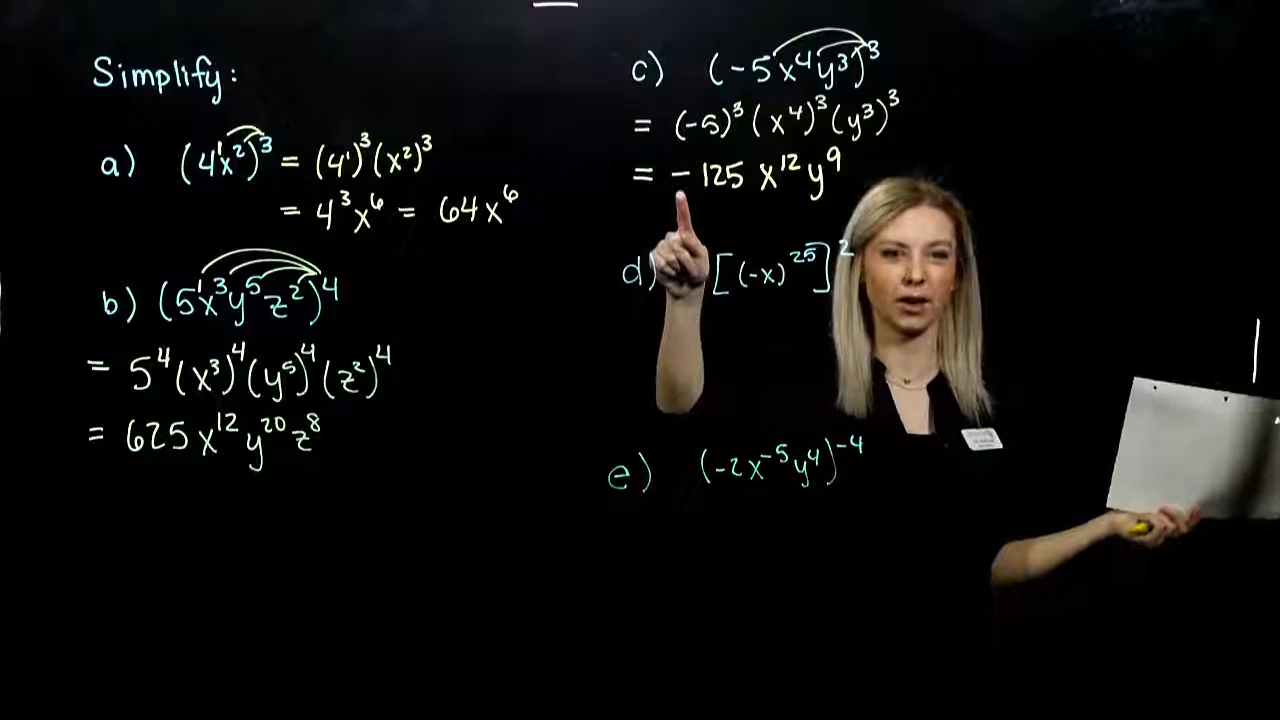 Simplify:
a) (4¹x²)³ = (4¹)³(x²)³
= 4³x⁶ = 64x⁶
b) (5¹x³y⁵z²)⁴
= 5⁴(x³)⁴(y⁵)⁴(z²)⁴
= 625x¹²y²⁰z⁸
c) (-5x⁴y³)³
= (-5)³(x⁴)³(y³)³
= -125x¹²y⁹
d) [(-x)²⁵]²
e) (-2x⁻⁵y⁴)⁻⁴